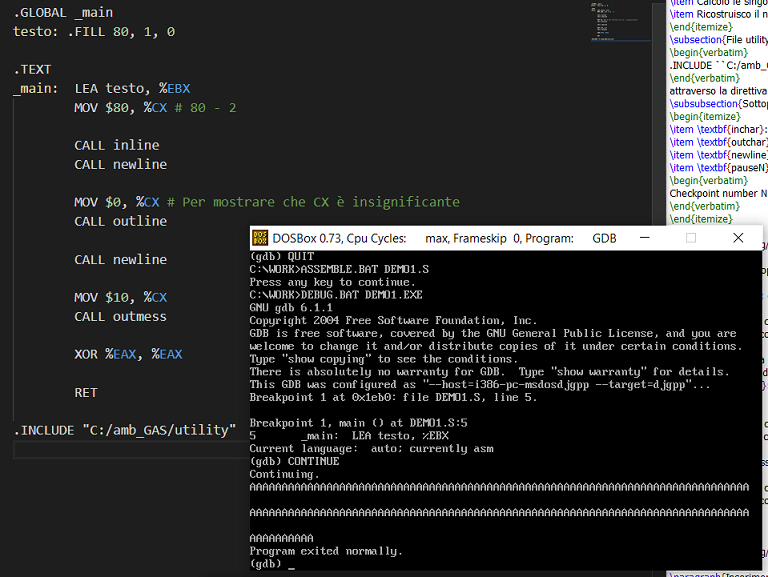 .GLOBAL _main
testo: .FILL 80, 1, 0
.TEXT
_main: LEA testo, %EBX
MOV $80, %CX # 80 - 2
CALL inline
CALL newline
MOV $0, %CX # Per mostrare che CX è insignificante
CALL outline
CALL newline
MOV $10, %CX
CALL outmess
XOR %EAX, %EAX
RET
.INCLUDE "C:/amb_GAS/utility"
\item Calcolo le singo
\item Ricostruisco il n
\end{itemize}
\subsection{File utility
\begin{verbatim}
.INCLUDE ``C:/amb_G
\end{verbatim}
attraverso la direttiva
\subsubsection{Sottop
\begin{itemize}
\item \textbf{inchar}:
\item \textbf{outchar}
\item \textbf{newline}
\item \textbf{pauseN}
\begin{verbatim}
Checkpoint number N
\end{verbatim}
\end{itemize}
DOSBox 0.73, Cpu Cycles: max, Frameskip 0, Program: GDB
(gdb) QUIT
C:\WORK>ASSEMBLE.BAT DEMO1.S
Press any key to continue.
C:\WORK>DEBUG.BAT DEMO1.EXE
GNU gdb 6.1.1
Copyright 2004 Free Software Foundation, Inc.
GDB is free software, covered by the GNU General Public License, and you are
welcome to change it and/or distribute copies of it under certain conditions.
Type "show copying" to see the conditions.
There is absolutely no warranty for GDB. Type "show warranty" for details.
This GDB was configured as "--host=i386-pc-msdosdjgpp --target=djgpp"...
Breakpoint 1 at 0x1eb0: file DEMO1.S, line 5.
Breakpoint 1, main () at DEMO1.S:5
5 _main: LEA testo, %EBX
Current language: auto; currently asm
(gdb) CONTINUE
Continuing.
AAAAAAAAAAAAAAAAAAAAAAAAAAAAAAAAAAAAAAAAAAAAAAAAAAAAAAAAAAAAAAAAAAAAAAAAAAAAAA
AAAAAAAAAAAAAAAAAAAAAAAAAAAAAAAAAAAAAAAAAAAAAAAAAAAAAAAAAAAAAAAAAAAAAAAAAAAAAA
AAAAAAAAAA
Program exited normally.
(gdb) _